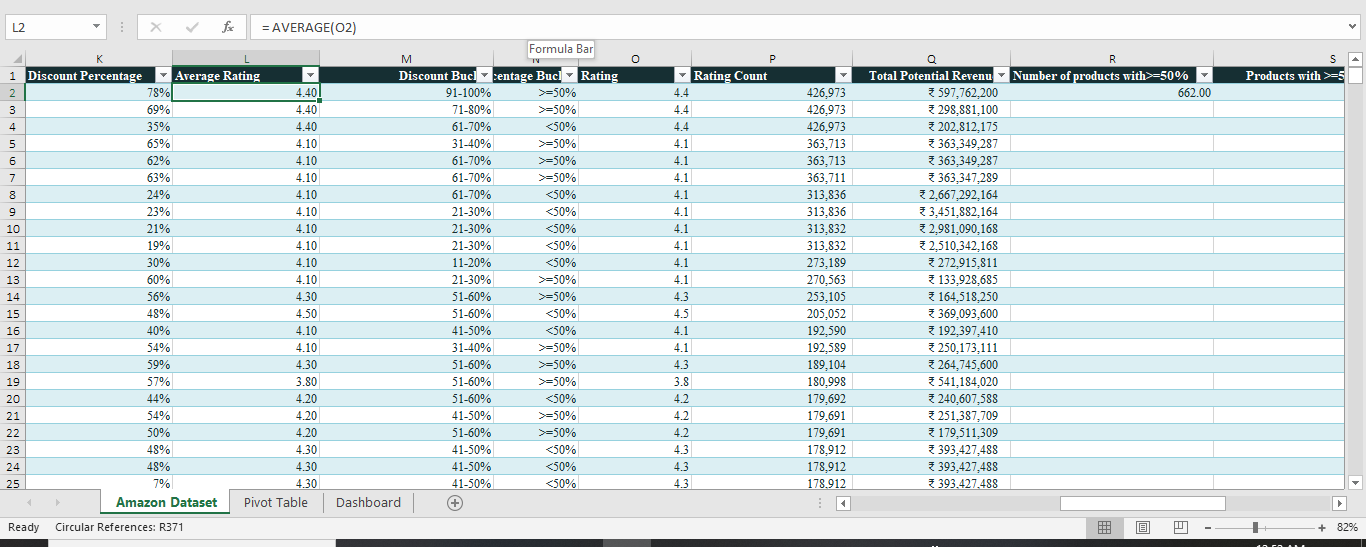 L2 fx = AVERAGE(O2)
Formula Bar
K L M N O P Q R S
1 Discount Percentage Average Rating Discount Buc Rating Rating Count Total Potential Revenu Number of products with>=50% Products with >=5
2 78% 4.40 91-100% >=50% 4.4 426,973 ₹ 597,762,200 662.00
3 69% 4.40 71-80% >=50% 4.4 426,973 ₹ 298,881,100
4 35% 4.40 61-70% <50% 4.4 426,973 ₹ 202,812,175
5 65% 4.10 31-40% >=50% 4.1 363,713 ₹ 363,349,287
6 62% 4.10 61-70% >=50% 4.1 363,713 ₹ 363,349,287
7 63% 4.10 61-70% >=50% 4.1 363,711 ₹ 363,347,289
8 24% 4.10 61-70% <50% 4.1 313,836 ₹ 2,667,292,164
9 23% 4.10 21-30% <50% 4.1 313,836 ₹ 3,451,882,164
10 21% 4.10 21-30% <50% 4.1 313,832 ₹ 2,981,090,168
11 19% 4.10 21-30% <50% 4.1 313,832 ₹ 2,510,342,168
12 30% 4.10 11-20% <50% 4.1 273,189 ₹ 272,915,811
13 60% 4.10 21-30% >=50% 4.1 270,563 ₹ 133,928,685
14 56% 4.30 51-60% >=50% 4.3 253,105 ₹ 164,518,250
15 48% 4.50 51-60% <50% 4.5 205,052 ₹ 369,093,600
16 40% 4.10 41-50% <50% 4.1 192,590 ₹ 192,397,410
17 54% 4.10 31-40% >=50% 4.1 192,589 ₹ 250,173,111
18 59% 4.30 51-60% >=50% 4.3 189,104 ₹ 264,745,600
19 57% 3.80 51-60% >=50% 3.8 180,998 ₹ 541,184,020
20 44% 4.20 51-60% <50% 4.2 179,692 ₹ 240,607,588
21 54% 4.20 41-50% >=50% 4.2 179,691 ₹ 251,387,709
22 50% 4.20 51-60% >=50% 4.2 179,691 ₹ 179,511,309
23 48% 4.30 41-50% <50% 4.3 178,912 ₹ 393,427,488
24 48% 4.30 41-50% <50% 4.3 178,912 ₹ 393,427,488
25 7% 4.30 41-50% <50% 4.3 178,912 ₹ 393,427,488
Amazon Dataset Pivot Table Dashboard
Ready Circular References: R371 82%